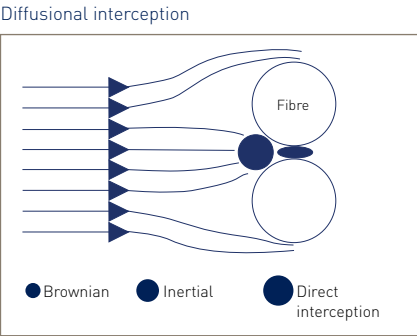 Diffusional interception
Fibre
Brownian
Inertial
Direct
interception